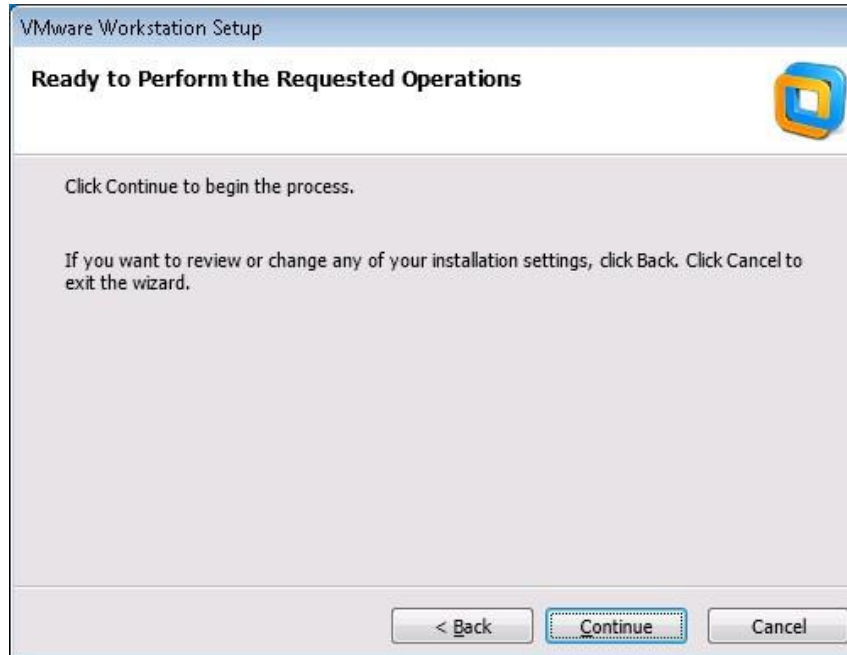 VMware Workstation Setup
Ready to Perform the Requested Operations
Click Continue to begin the process.
If you want to review or change any of your installation settings, click Back. Click Cancel to
exit the wizard.
< Back Continue Cancel